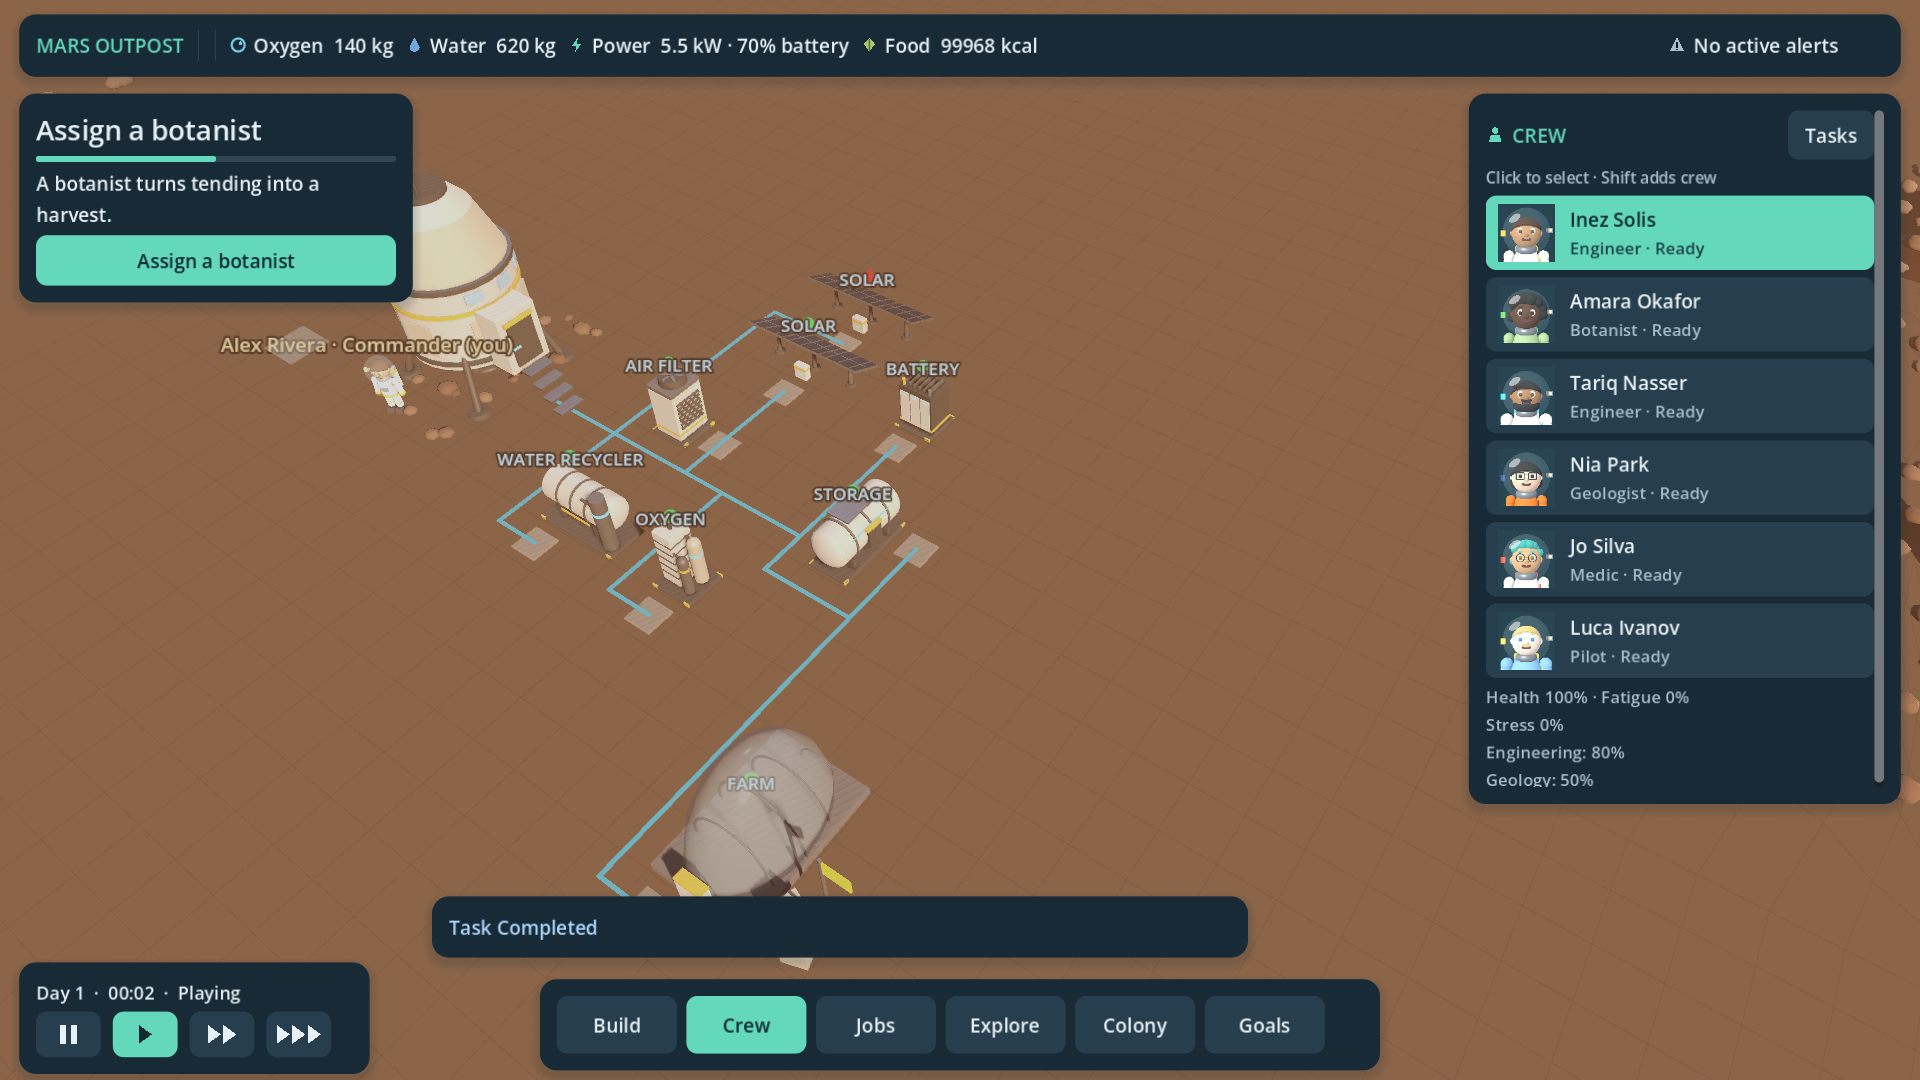 MARS OUTPOST
Oxygen 140 kg
Water 620 kg
Power 5.5 kW · 70% battery
Food 99968 kcal
No active alerts
Assign a botanist
A botanist turns tending into a
harvest.
Assign a botanist
CREW
Tasks
Click to select · Shift adds crew
Inez Solis
Engineer · Ready
Amara Okafor
Botanist · Ready
Tariq Nasser
Engineer · Ready
Nia Park
Geologist · Ready
Jo Silva
Medic · Ready
Luca Ivanov
Pilot · Ready
Health 100% · Fatigue 0%
Stress 0%
Engineering: 80%
Geology: 50%
SOLAR
SOLAR
Alex Rivera · Commander (you)
AIR FILTER
BATTERY
WATER RECYCLER
STORAGE
OXYGEN
FARM
Task Completed
Day 1 · 00:02 · Playing
Build
Crew
Jobs
Explore
Colony
Goals